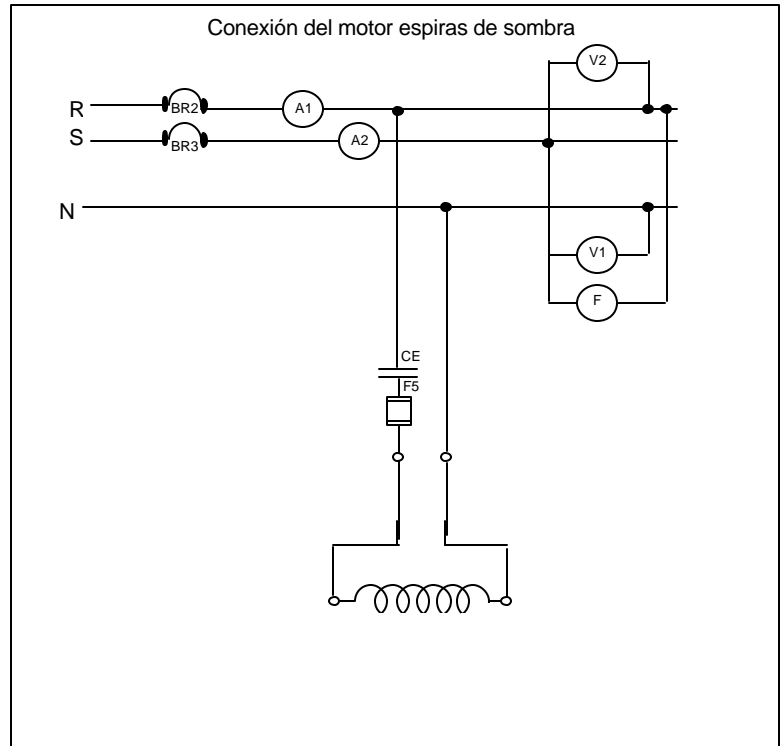 Conexión del motor espiras de sombra
V2
R
BR2
A1
S
BR3
A2
N
V1
F
CE
F5